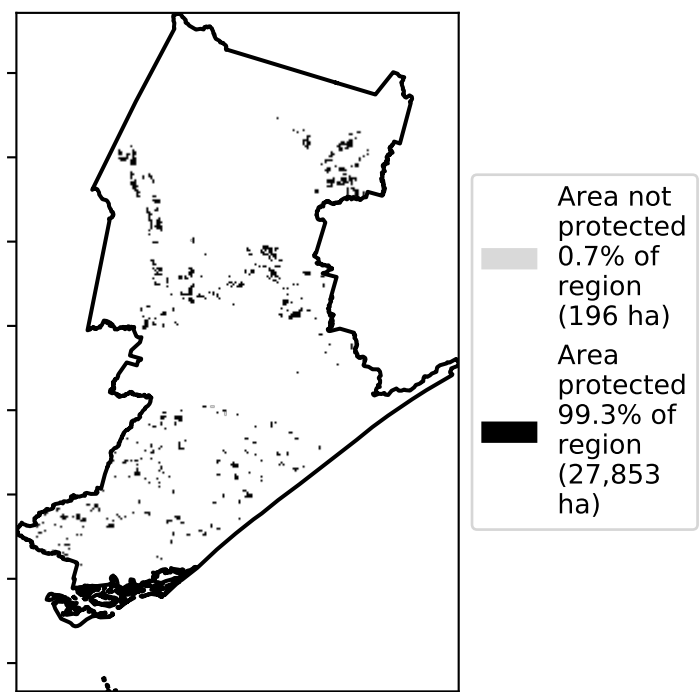 Area not
protected
0.7% of
region
(196 ha)
Area
protected
99.3% of
region
(27,853
ha)